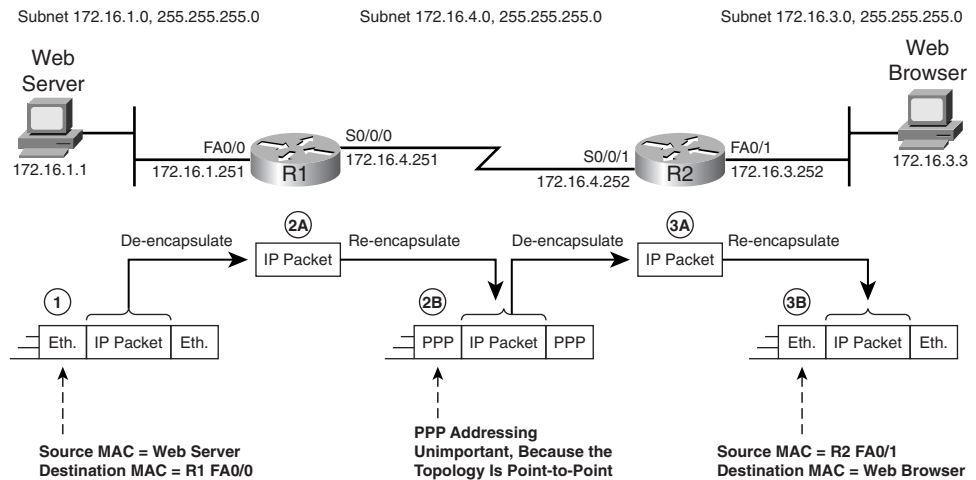 Subnet 172.16.1.0, 255.255.255.0
Subnet 172.16.4.0, 255.255.255.0
Subnet 172.16.3.0, 255.255.255.0
Web
Server
Web
Browser
172.16.1.1
FA0/0
172.16.1.251
R1
S0/0/0
172.16.4.251
S0/0/1
172.16.4.252
R2
FA0/1
172.16.3.252
172.16.3.3
De-encapsulate
2A
IP Packet
Re-encapsulate
De-encapsulate
3A
IP Packet
Re-encapsulate
1
Eth. IP Packet Eth.
2B
PPP IP Packet PPP
3B
Eth. IP Packet Eth.
Source MAC = Web Server
Destination MAC = R1 FA0/0
PPP Addressing
Unimportant, Because the
Topology Is Point-to-Point
Source MAC = R2 FA0/1
Destination MAC = Web Browser